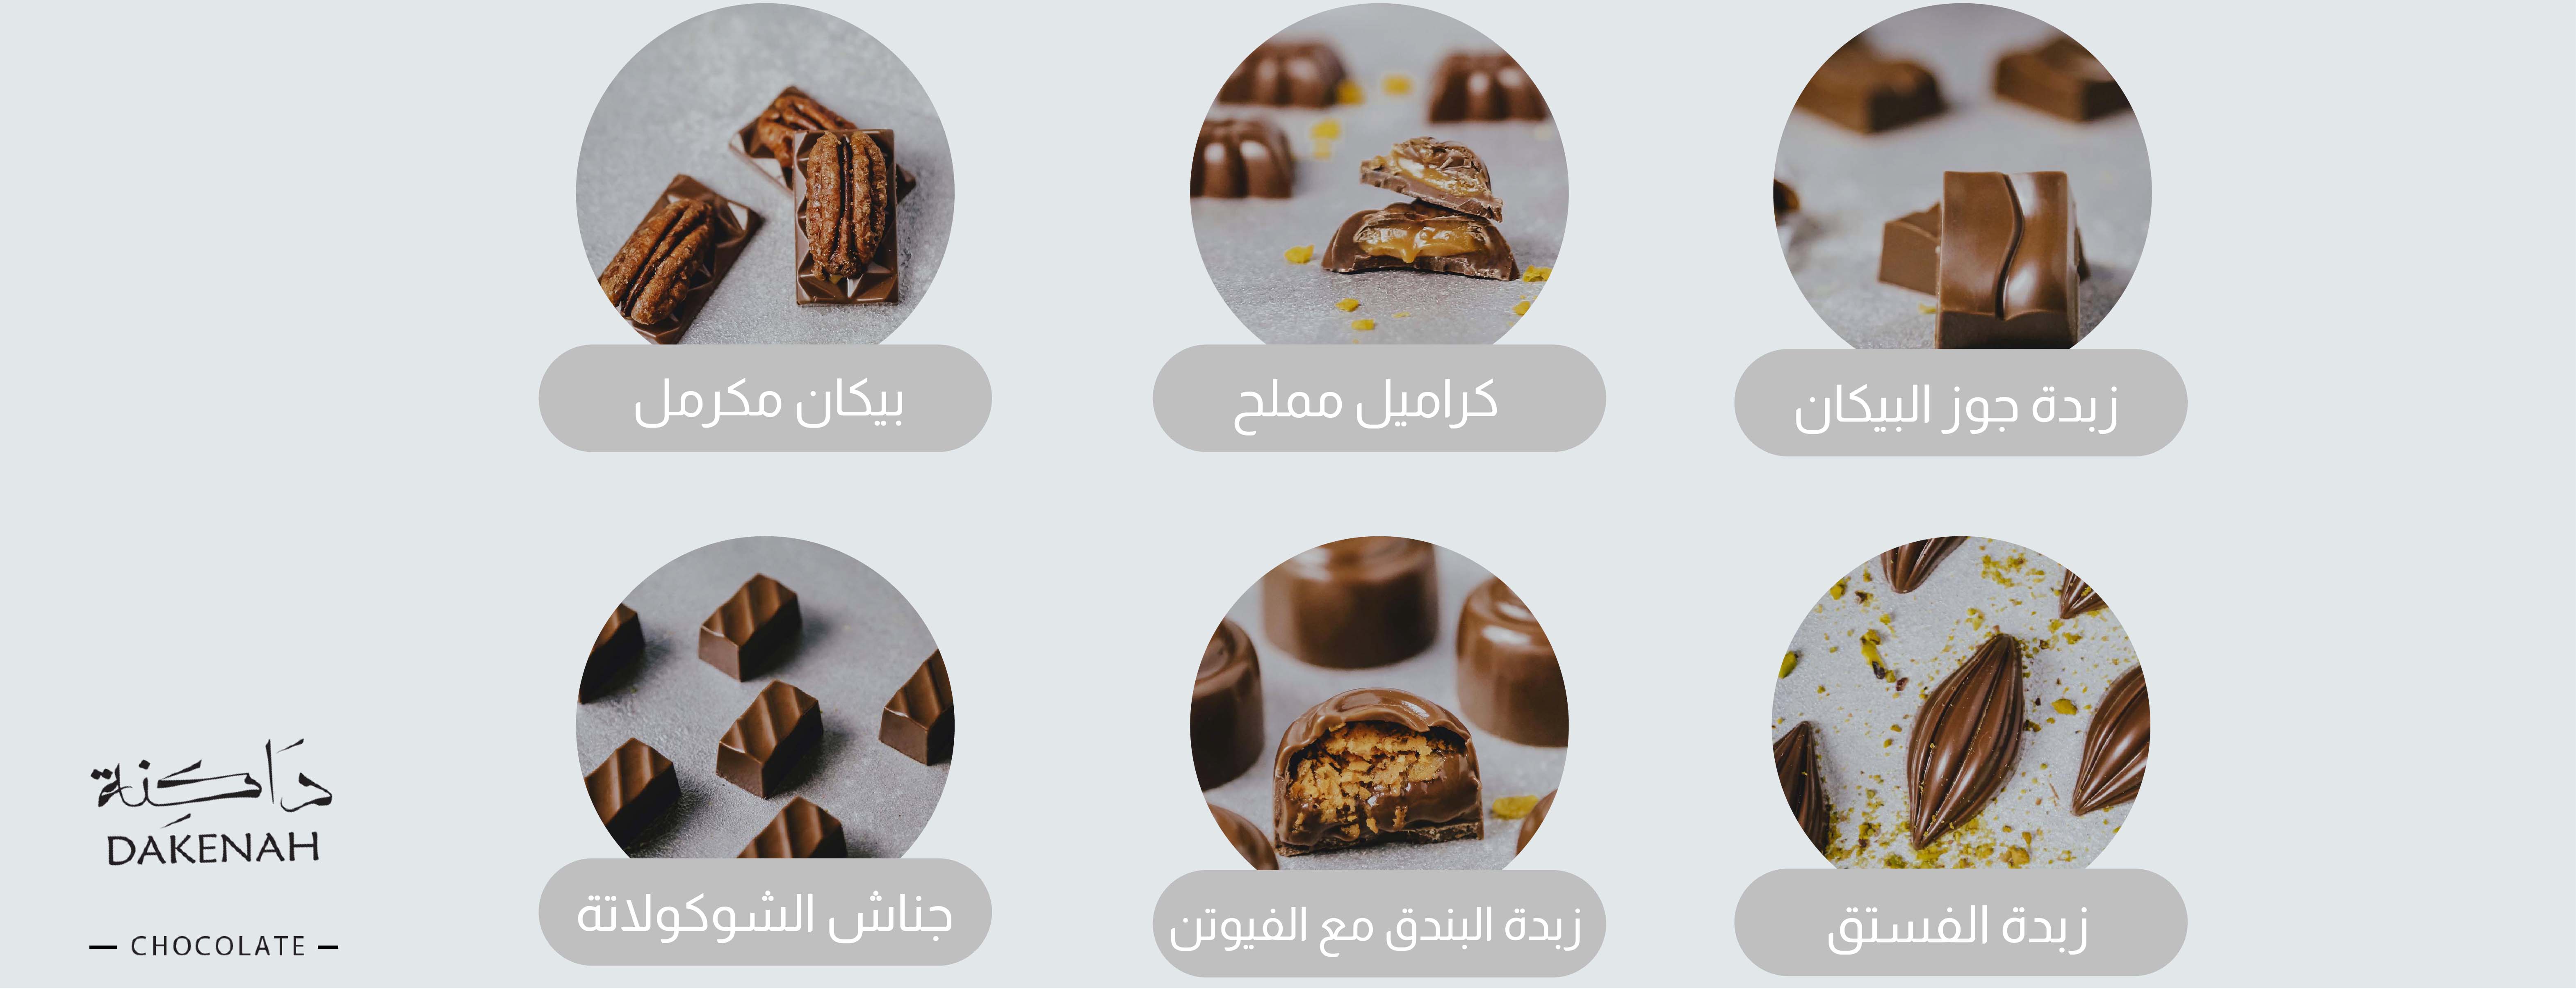 زبدة جوز البيكان
كراميل مملح
بيكان مكرمل
زبدة الفستق
زبدة البندق مع الفيوتن
جناش الشوكولاتة
داكنة
DAKENAH
CHOCOLATE